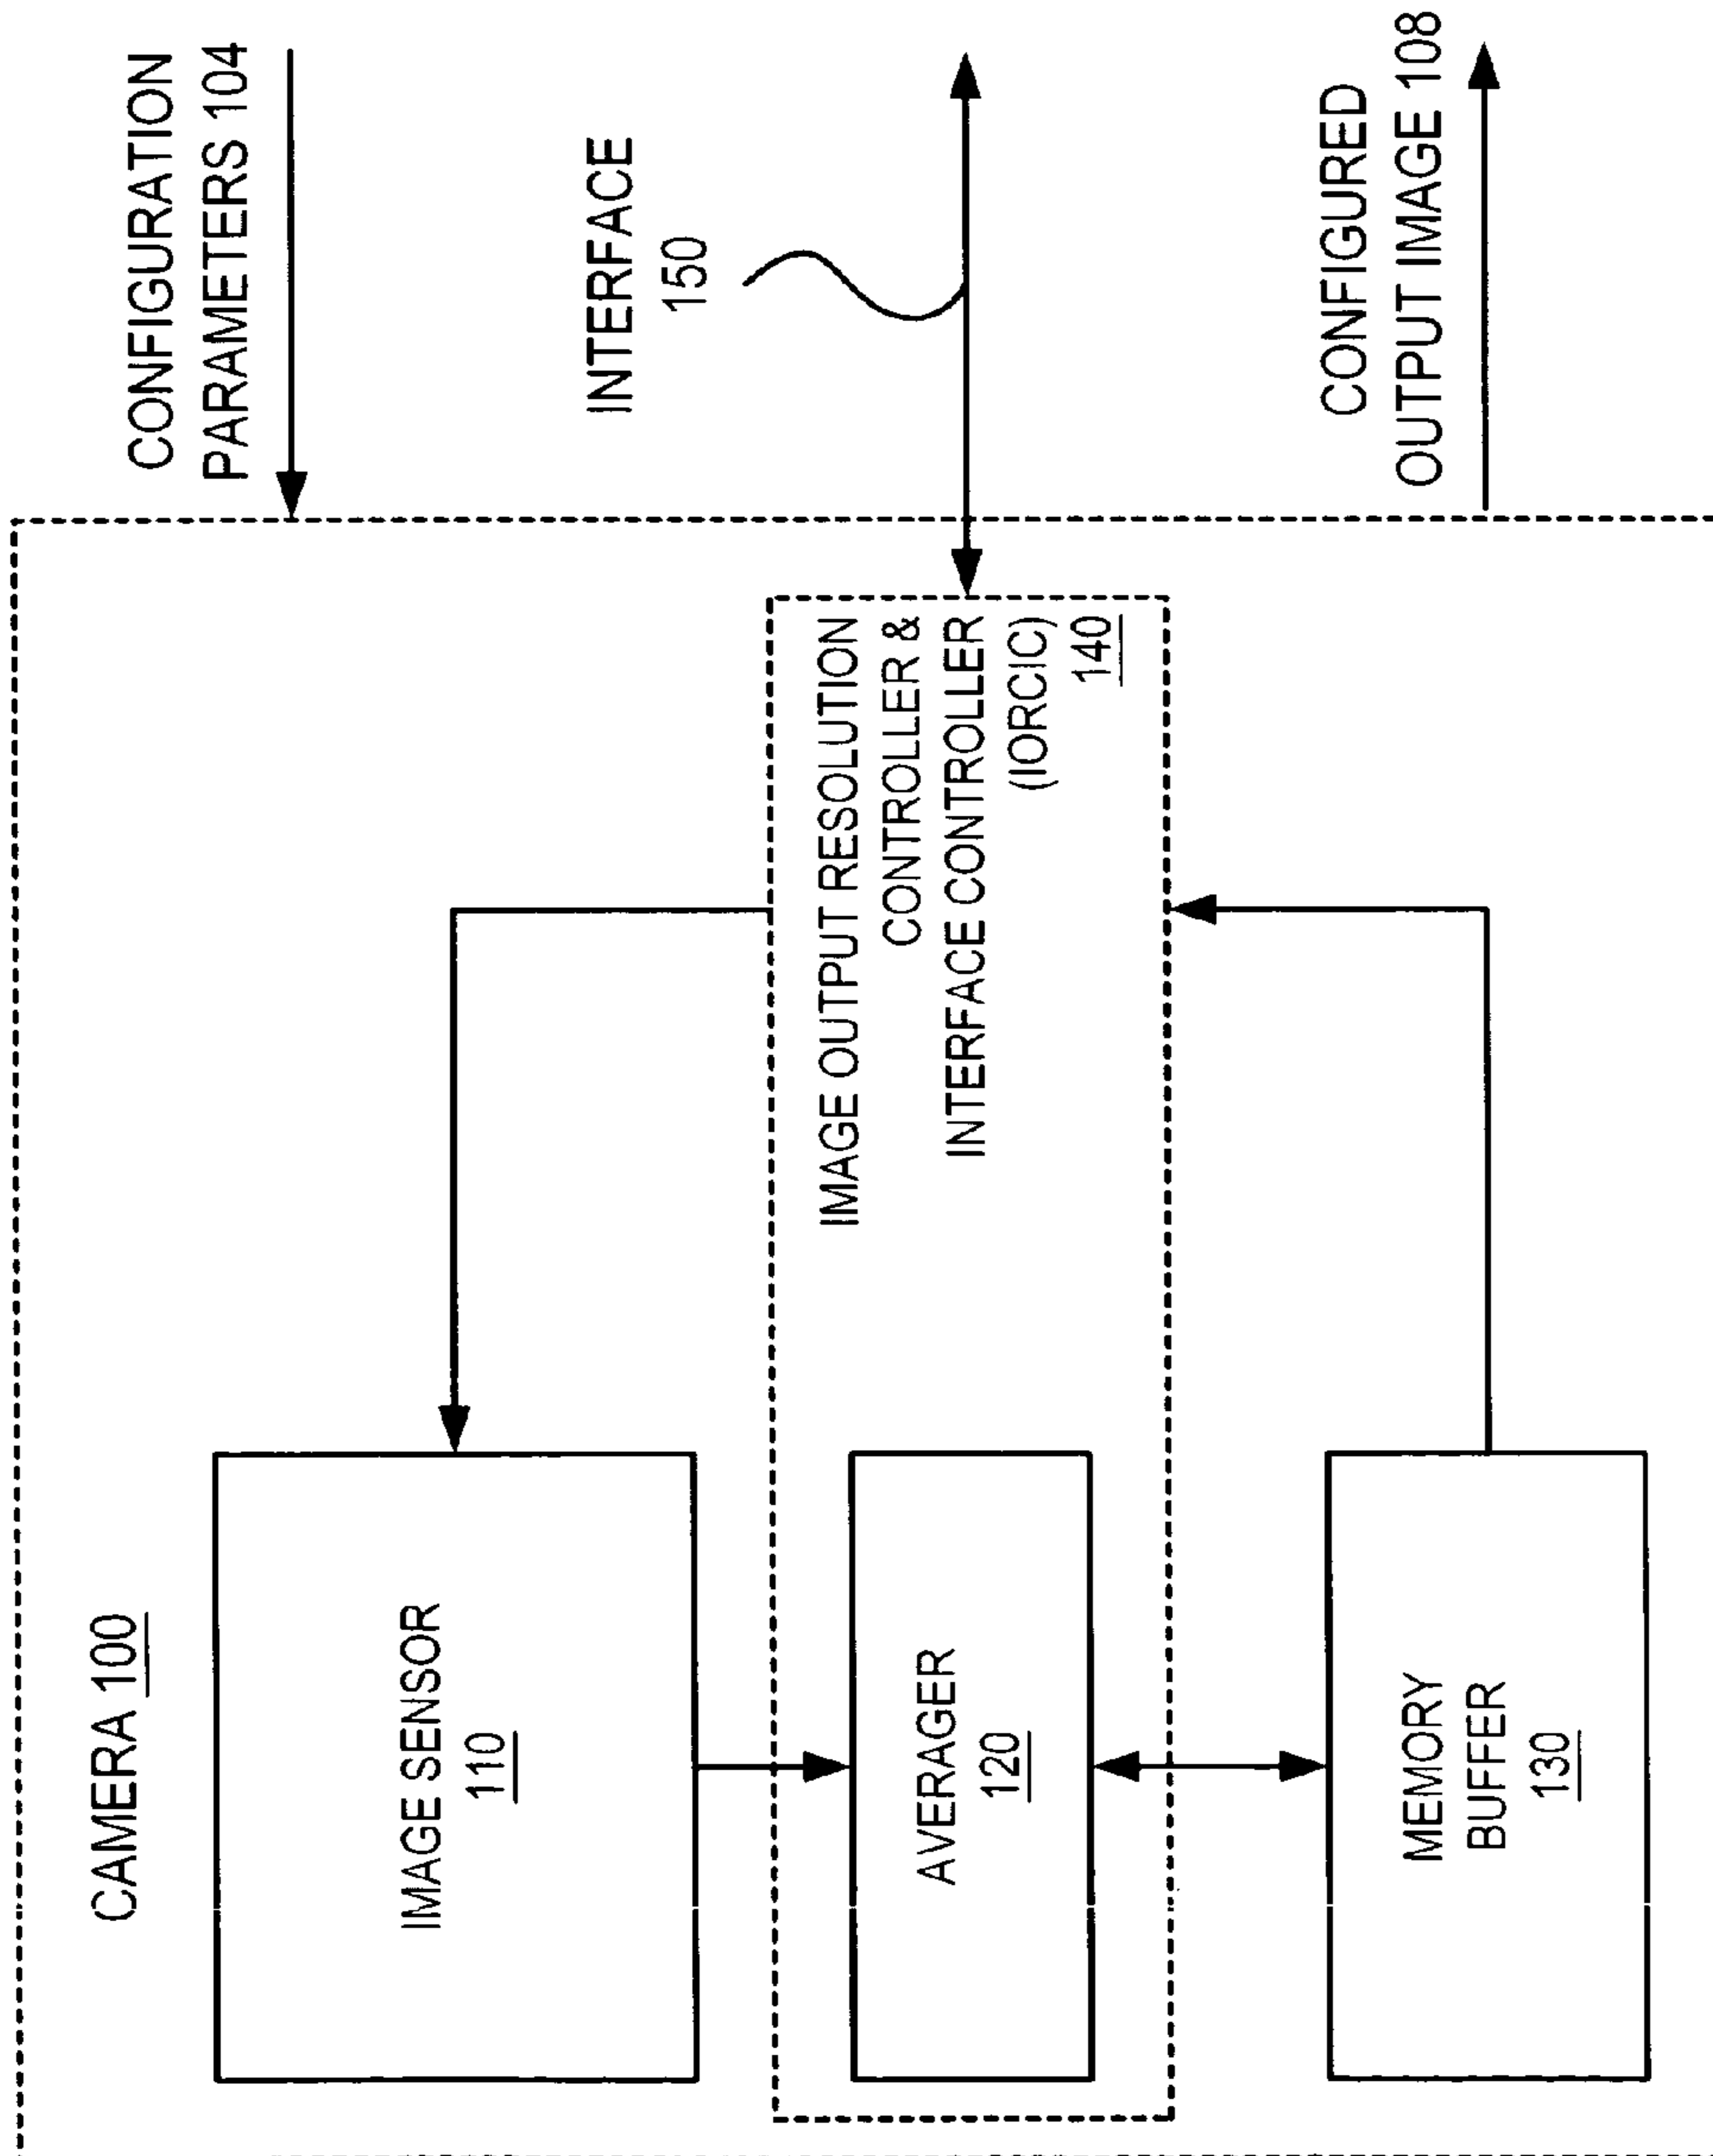 CAMERA 100
CONFIGURATION
PARAMETERS 104
IMAGE SENSOR
110
INTERFACE
150
AVERAGER
120
IMAGE OUTPUT RESOLUTION
CONTROLLER &
INTERFACE CONTROLLER
(IORCIC)
140
MEMORY
BUFFER
130
CONFIGURED
OUTPUT IMAGE 108